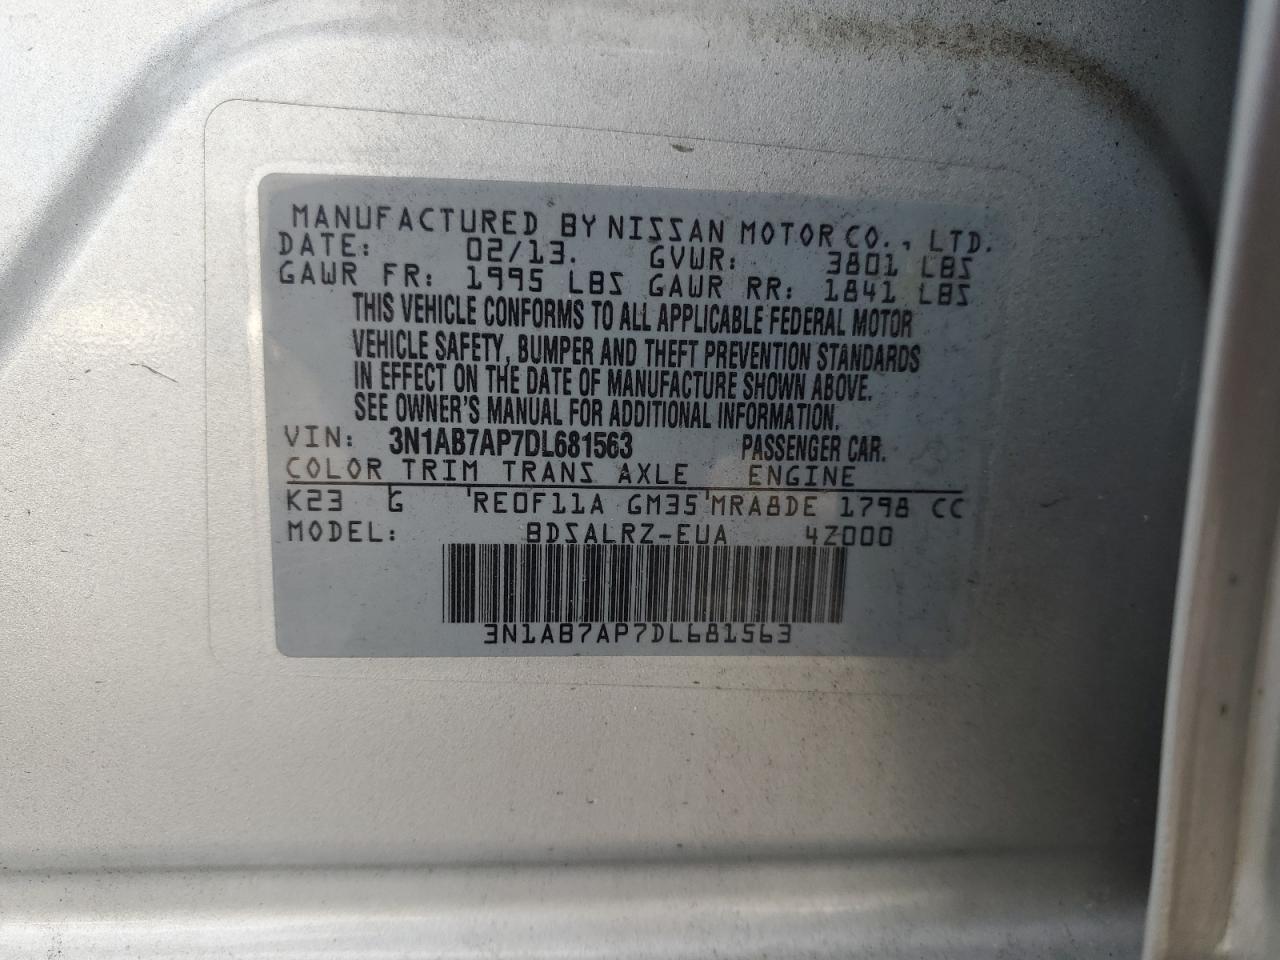 MANUFACTURED BY NISSAN MOTOR CO., LTD.
DATE: 02/13. GVWR: 3801 LBS
GAWR FR: 1995 LBS GAWR RR: 1841 LBS
THIS VEHICLE CONFORMS TO ALL APPLICABLE FEDERAL MOTOR
VEHICLE SAFETY, BUMPER AND THEFT PREVENTION STANDARDS
IN EFFECT ON THE DATE OF MANUFACTURE SHOWN ABOVE.
SEE OWNER'S MANUAL FOR ADDITIONAL INFORMATION.
VIN: 3N1AB7AP7DL681563 PASSENGER CAR.
COLOR TRIM TRANS AXLE ENGINE
K23 G RE0F11A GM35 MRA8DE 1798 CC
MODEL: BDSALRZ-EUA 4Z000
3N1AB7AP7DL681563